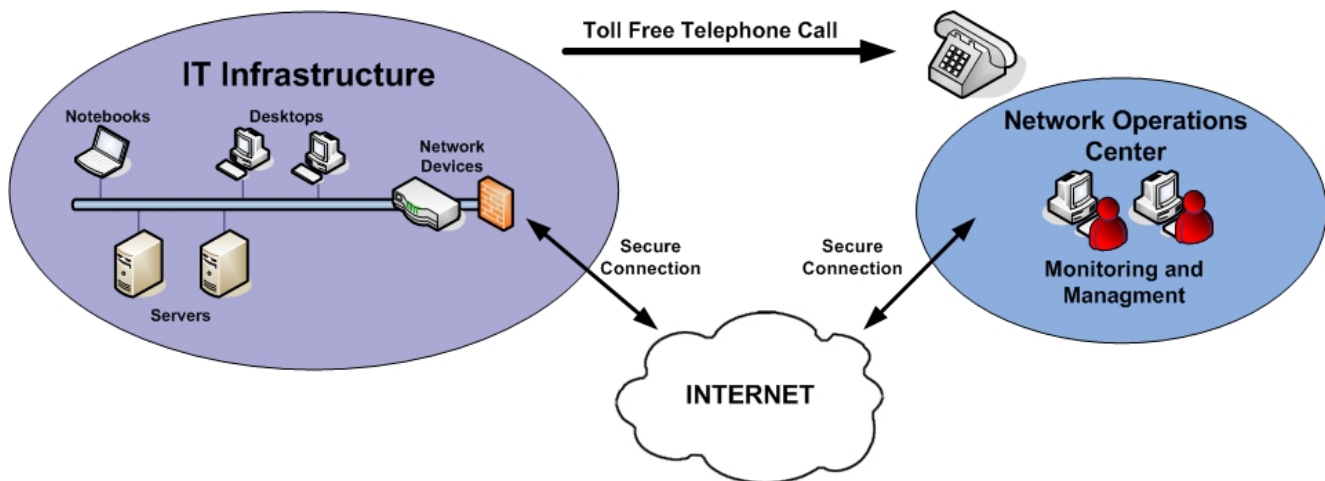 Toll Free Telephone Call
IT Infrastructure
Notebooks
Desktops
Network
Devices
Servers
Secure
Connection
INTERNET
Secure
Connection
Network Operations
Center
Monitoring and
Managment